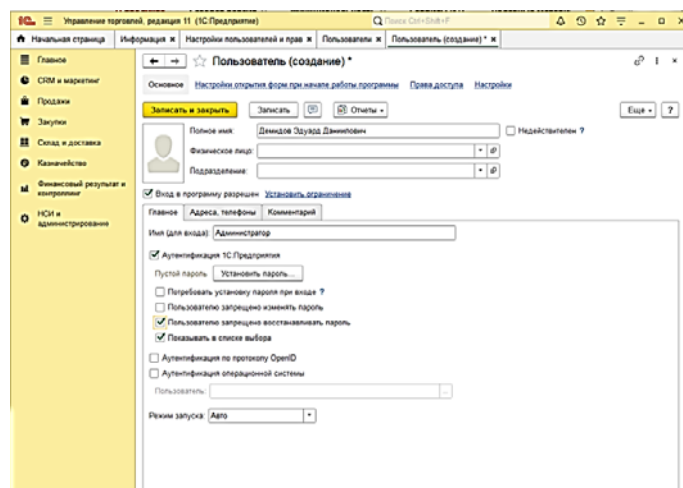 1С Управление торговлей, редакция 11 (1С:Предприятие) Поиск Ctrl+Shift+F
Начальная страница Информация × Настройки пользователей и прав × Пользователи × Пользователь (создание) * ×
Главное
CRM и маркетинг
Продажи
Закупки
Склад и доставка
Казначейство
Финансовый результат и контроллинг
НСИ и администрирование
Пользователь (создание) *
Основное Настройки открытия форм при начале работы программы Права доступа Настройки
Записать и закрыть Записать Отчеты Еще ?
Полное имя: Демидов Эдуард Даниилович Недействителен ?
Физическое лицо:
Подразделение:
Вход в программу разрешен Установить ограничение
Главное Адреса, телефоны Комментарий
Имя (для входа): Администратор
Аутентификация 1С:Предприятия
Пустой пароль Установить пароль...
Потребовать установку пароля при входе ?
Пользователю запрещено изменять пароль
Пользователю запрещено восстанавливать пароль
Показывать в списке выбора
Аутентификация по протоколу OpenID
Аутентификация операционной системы
Пользователь: ...
Режим запуска: Авто